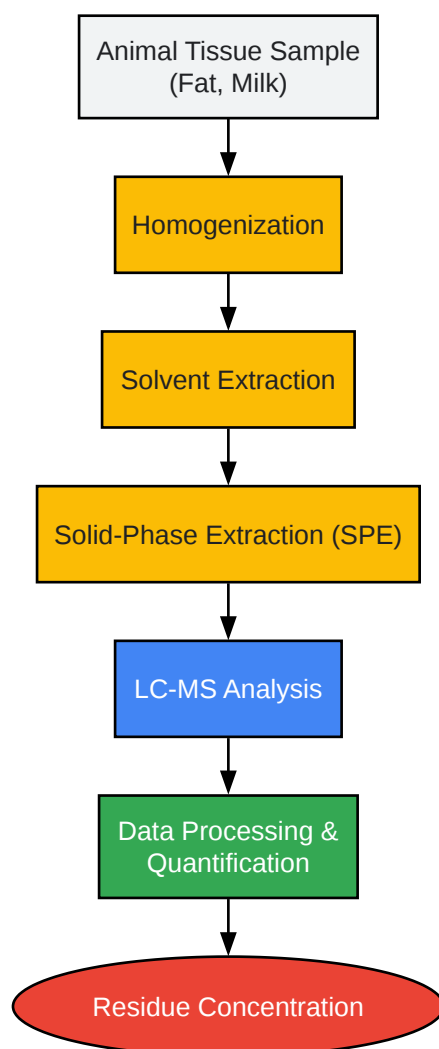 Animal Tissue Sample
(Fat, Milk)
Homogenization
Solvent Extraction
Solid-Phase Extraction (SPE)
LC-MS Analysis
Data Processing &
Quantification
Residue Concentration